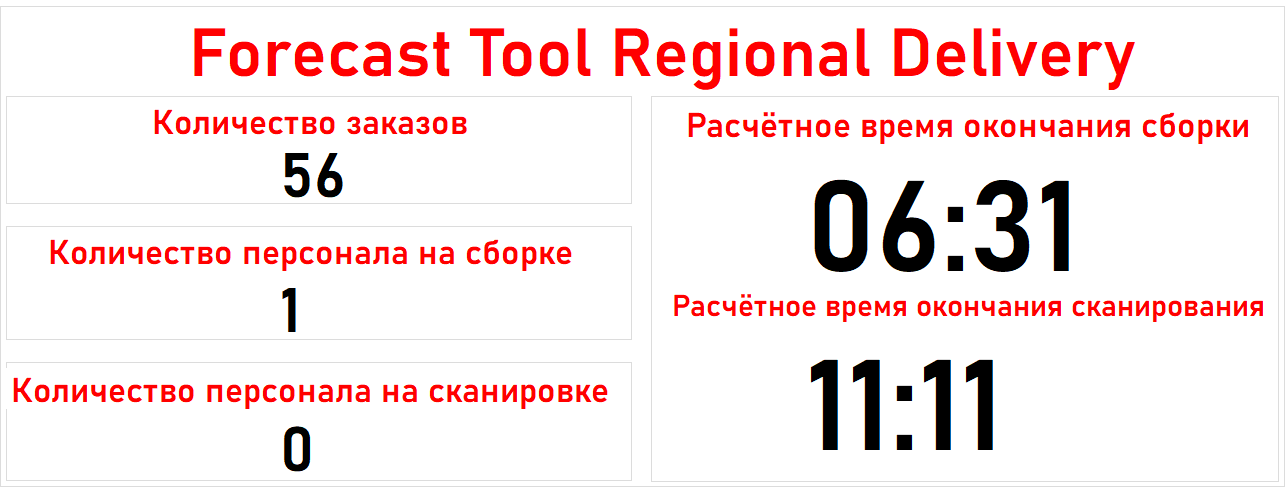 Forecast Tool Regional Delivery
Количество заказов
56
Количество персонала на сборке
1
Количество персонала на сканировке
0
Расчётное время окончания сборки
06:31
Расчётное время окончания сканирования
11:11